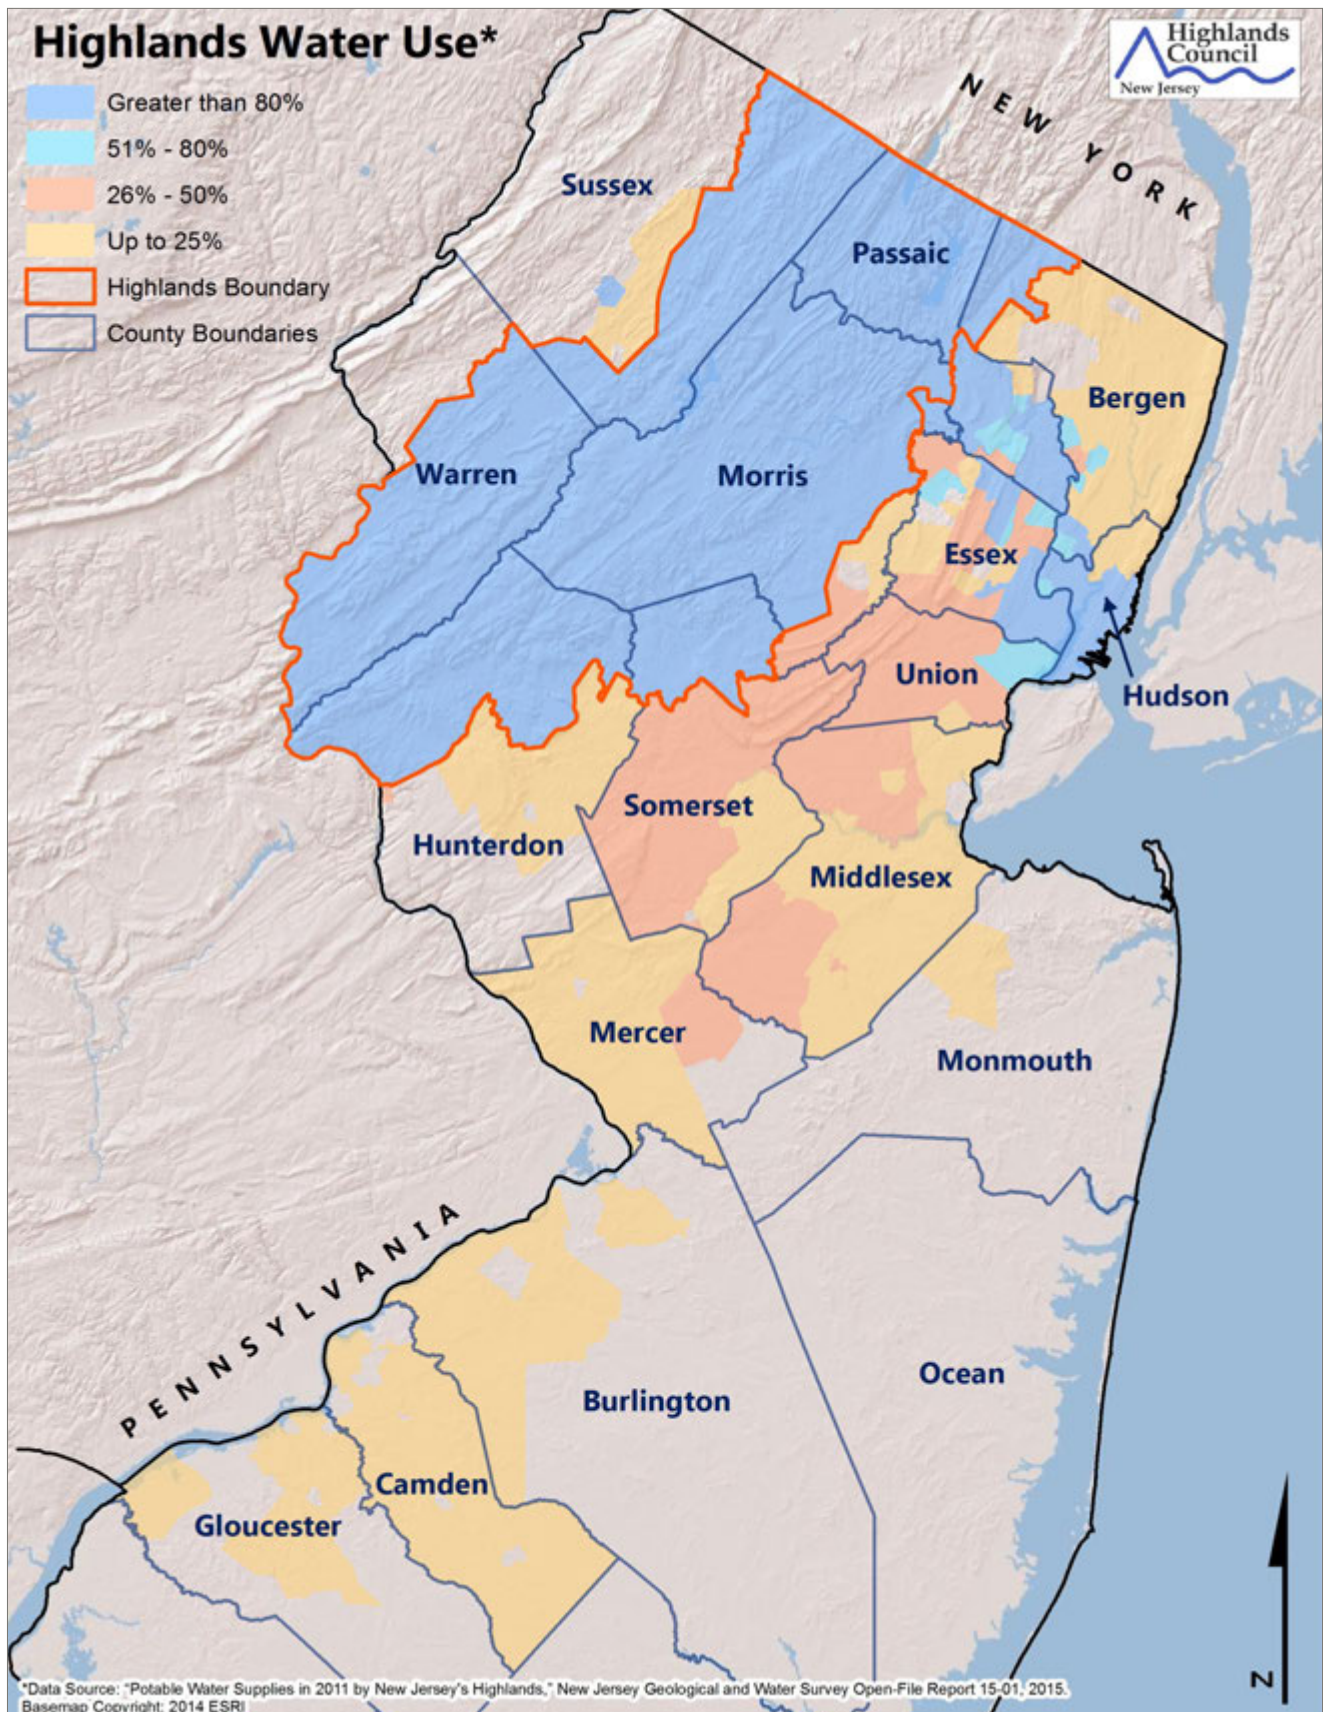 Highlands Water Use*
Greater than 80%
51% - 80%
26% - 50%
Up to 25%
Highlands Boundary
County Boundaries
Highlands
Council
New Jersey
NEW YORK
Sussex
Passaic
Bergen
Warren
Morris
Essex
Union
Hudson
Somerset
Hunterdon
Middlesex
Mercer
Monmouth
PENNSYLVANIA
Ocean
Burlington
Camden
Gloucester
N
*Data Source: "Potable Water Supplies in 2011 by New Jersey's Highlands," New Jersey Geological and Water Survey Open-File Report 15-01, 2015.
Basemap Copyright: 2014 ESRI